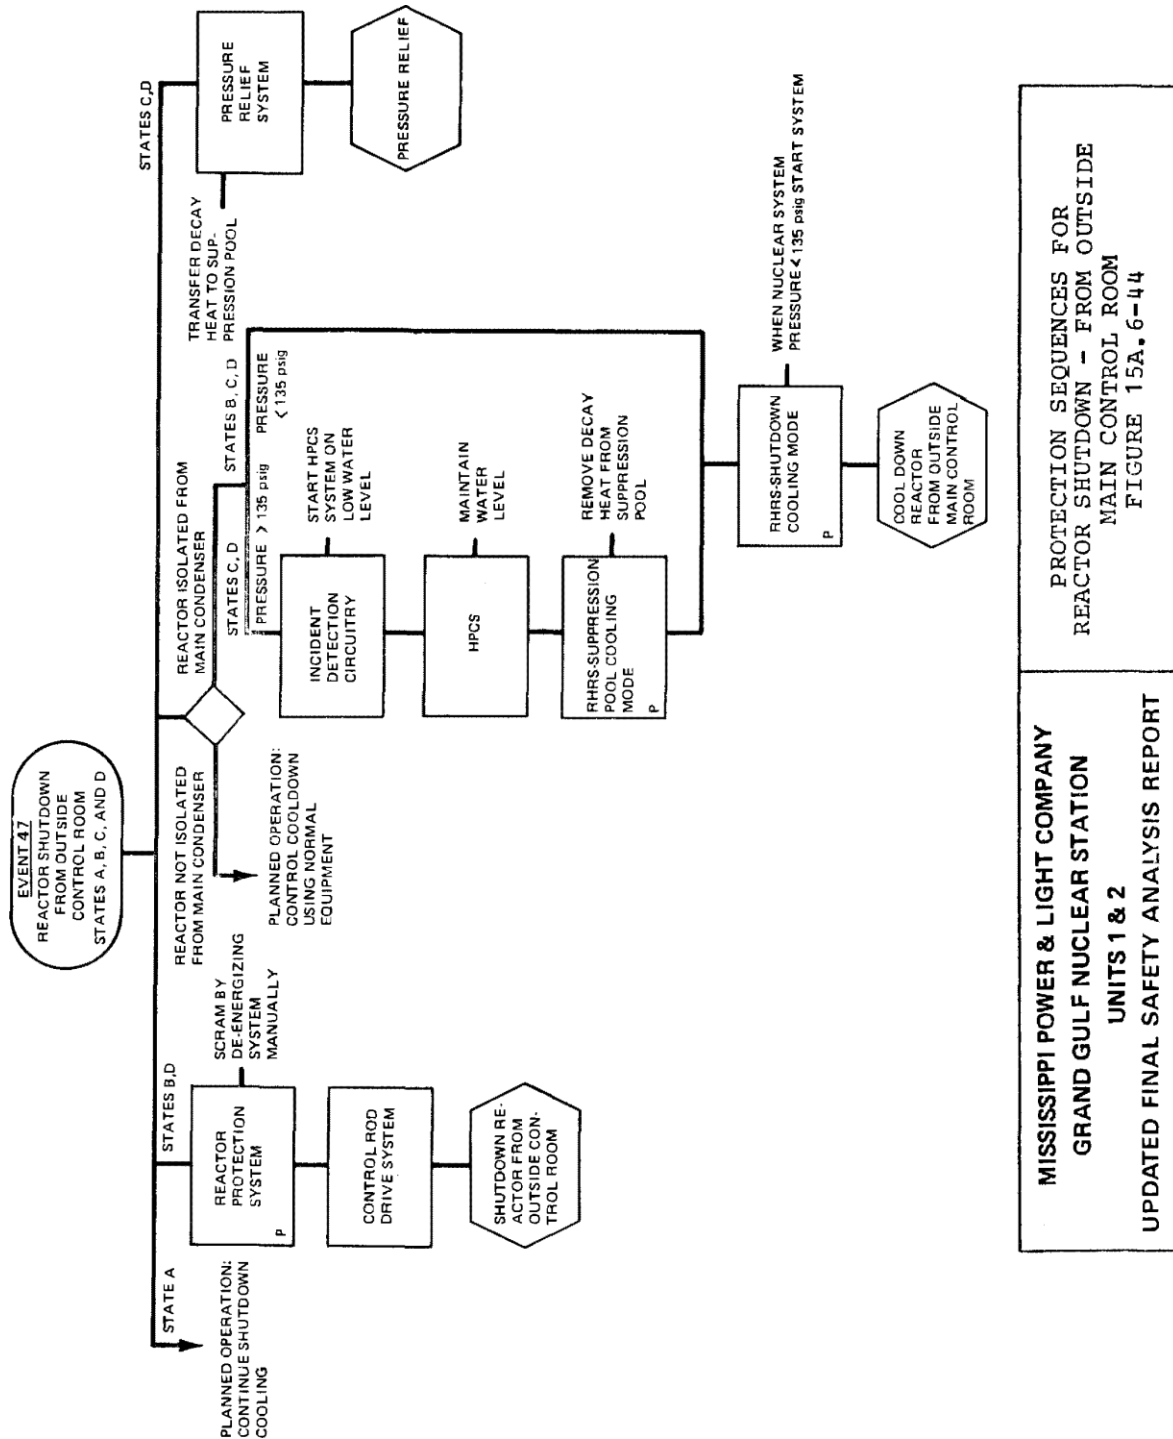 EVENT 47
REACTOR SHUTDOWN
FROM OUTSIDE
CONTROL ROOM
STATES A, B, C, AND D
STATE A
PLANNED OPERATION:
CONTINUE SHUTDOWN
COOLING
STATES B,D
REACTOR
PROTECTION
SYSTEM
P
SCRAM BY
DE-ENERGIZING
SYSTEM
MANUALLY
CONTROL ROD
DRIVE SYSTEM
SHUTDOWN RE-
ACTOR FROM
OUTSIDE CON-
TROL ROOM
REACTOR NOT ISOLATED
FROM MAIN CONDENSER
PLANNED OPERATION:
CONTROL COOLDOWN
USING NORMAL
EQUIPMENT
REACTOR ISOLATED FROM
MAIN CONDENSER
STATES C, D
PRESSURE > 135 psig
STATES B, C, D
PRESSURE
< 135 psig
INCIDENT
DETECTION
CIRCUITRY
START HPCS
SYSTEM ON
LOW WATER
LEVEL
HPCS
MAINTAIN
WATER
LEVEL
RHRS-SUPPRESSION
POOL COOLING
MODE
P
REMOVE DECAY
HEAT FROM
SUPPRESSION
POOL
RHRS-SHUTDOWN
COOLING MODE
P
WHEN NUCLEAR SYSTEM
PRESSURE < 135 psig START SYSTEM
COOL DOWN
REACTOR
FROM OUTSIDE
MAIN CONTROL
ROOM
STATES C,D
TRANSFER DECAY
HEAT TO SUP-
PRESSION POOL
PRESSURE
RELIEF
SYSTEM
PRESSURE RELIEF
MISSISSIPPI POWER & LIGHT COMPANY
GRAND GULF NUCLEAR STATION
UNITS 1 & 2
UPDATED FINAL SAFETY ANALYSIS REPORT
PROTECTION SEQUENCES FOR
REACTOR SHUTDOWN - FROM OUTSIDE
MAIN CONTROL ROOM
FIGURE 15A.6-44